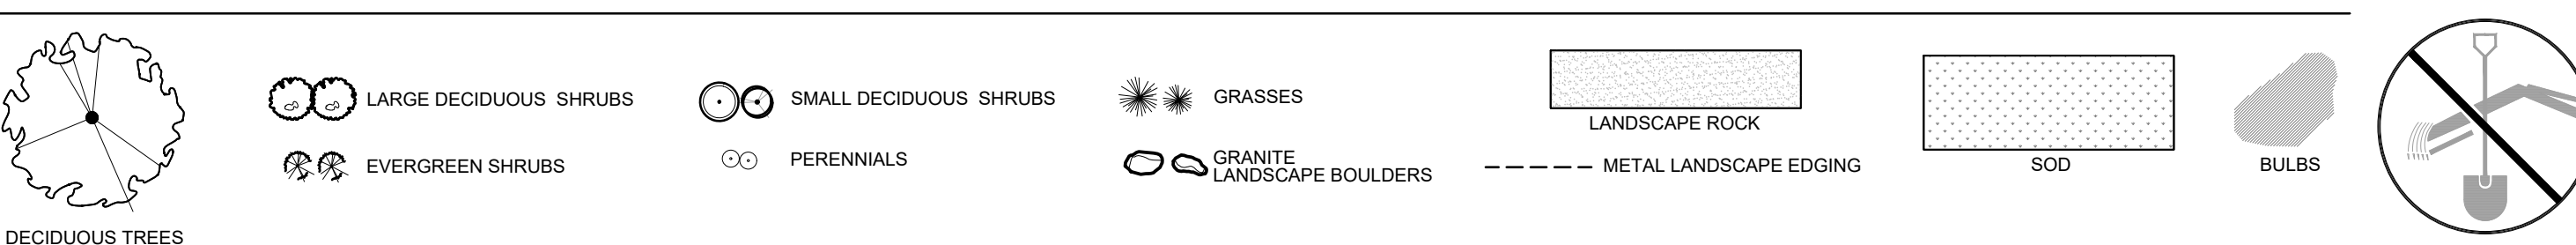 DECIDUOUS TREES
LARGE DECIDUOUS SHRUBS
EVERGREEN SHRUBS
SMALL DECIDUOUS SHRUBS
PERENNIALS
GRASSES
GRANITE
LANDSCAPE BOULDERS
LANDSCAPE ROCK
METAL LANDSCAPE EDGING
SOD
BULBS